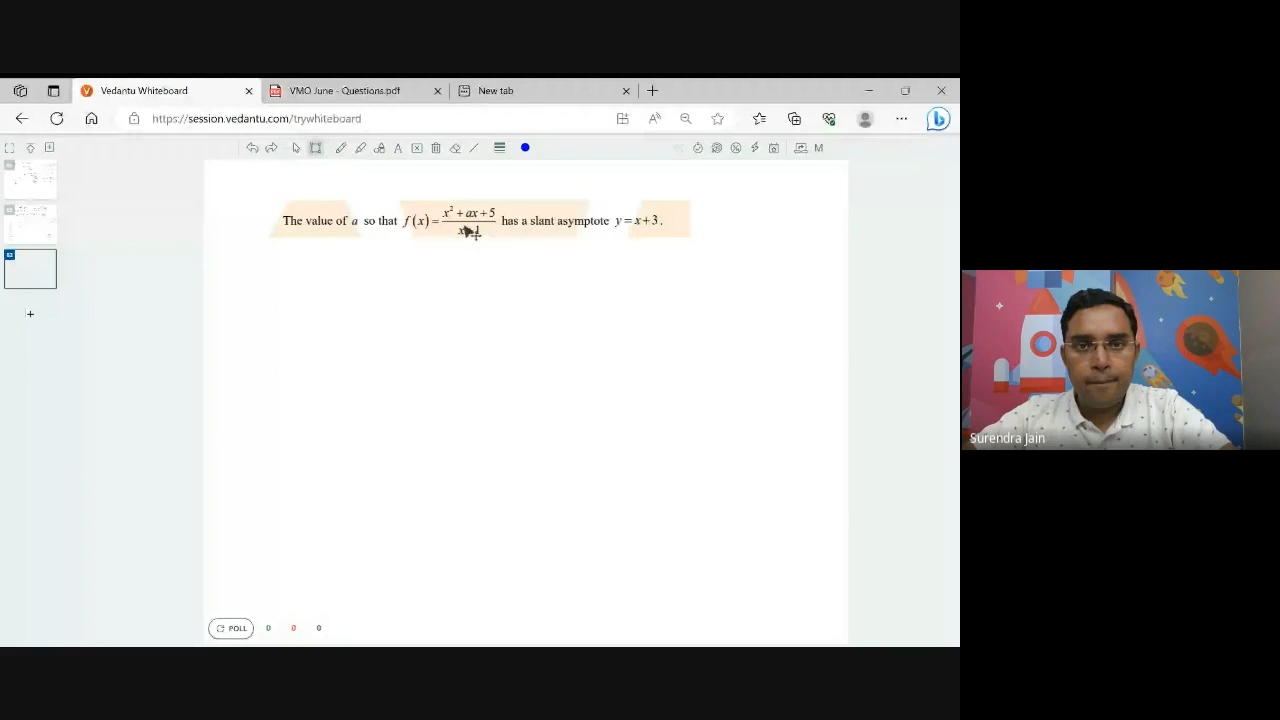 Vedantu Whiteboard
VMO June - Questions.pdf
New tab
https://session.vedantu.com/trywhiteboard
M
The value of a so that f(x) = (x² + ax + 5)/(x 1) has a slant asymptote y = x + 3.
Surendra Jain
POLL 0 0 0